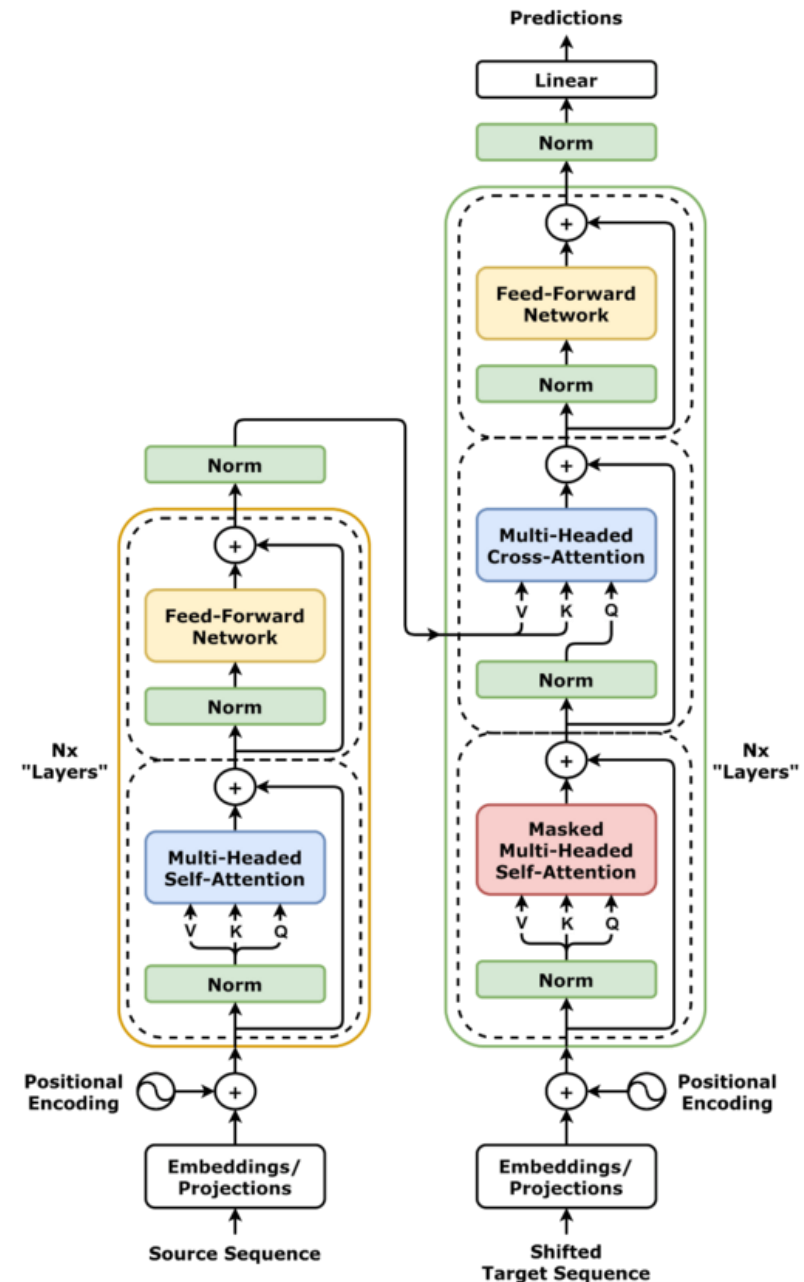 Predictions
Linear
Norm
+
Feed-Forward
Network
Norm
+
Multi-Headed
Cross-Attention
V K Q
Norm
+
Masked
Multi-Headed
Self-Attention
V K Q
Norm
Nx
"Layers"
+
Positional
Encoding
Embeddings/
Projections
Shifted
Target Sequence
Norm
+
Feed-Forward
Network
Norm
Nx
"Layers"
+
Multi-Headed
Self-Attention
V K Q
Norm
Positional
Encoding
+
Embeddings/
Projections
Source Sequence